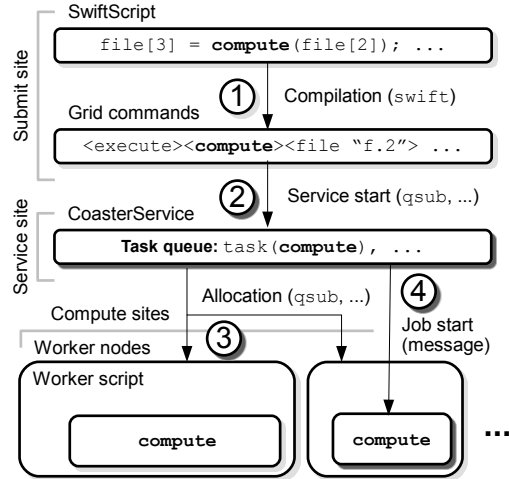 SwiftScript
file[3] = compute(file[2]); ...
1
Compilation (swift)
Submit site
Grid commands
<execute><compute><file “f.2”> ...
2
Service start (qsub, ...)
CoasterService
Service site
Task queue: task(compute), ...
Allocation (qsub, ...)
4
Compute sites
3
Job start
(message)
Worker nodes
Worker script
compute
compute
...